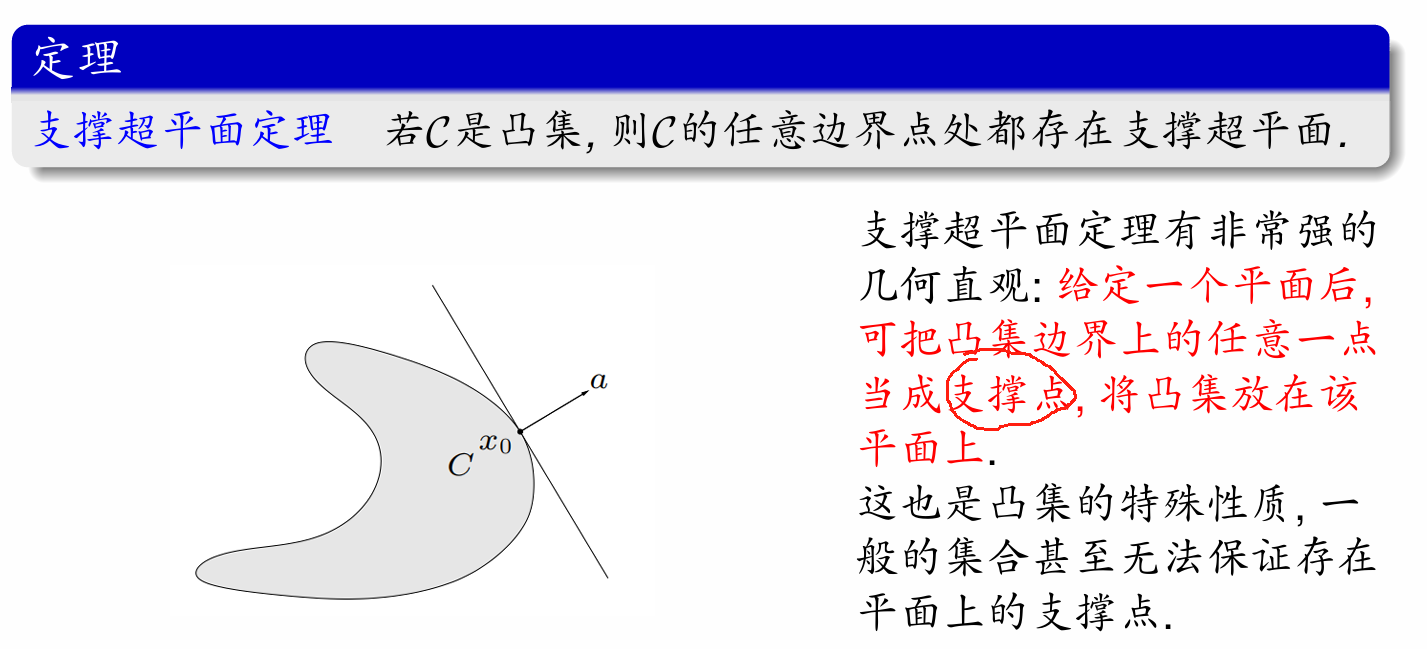 定理
支撑超平面定理 若C是凸集, 则C的任意边界点处都存在支撑超平面.
支撑超平面定理有非常强的
几何直观: 给定一个平面后,
可把凸集边界上的任意一点
当成支撑点, 将凸集放在该
平面上.
这也是凸集的特殊性质, 一
般的集合甚至无法保证存在
平面上的支撑点.
a
x₀
C